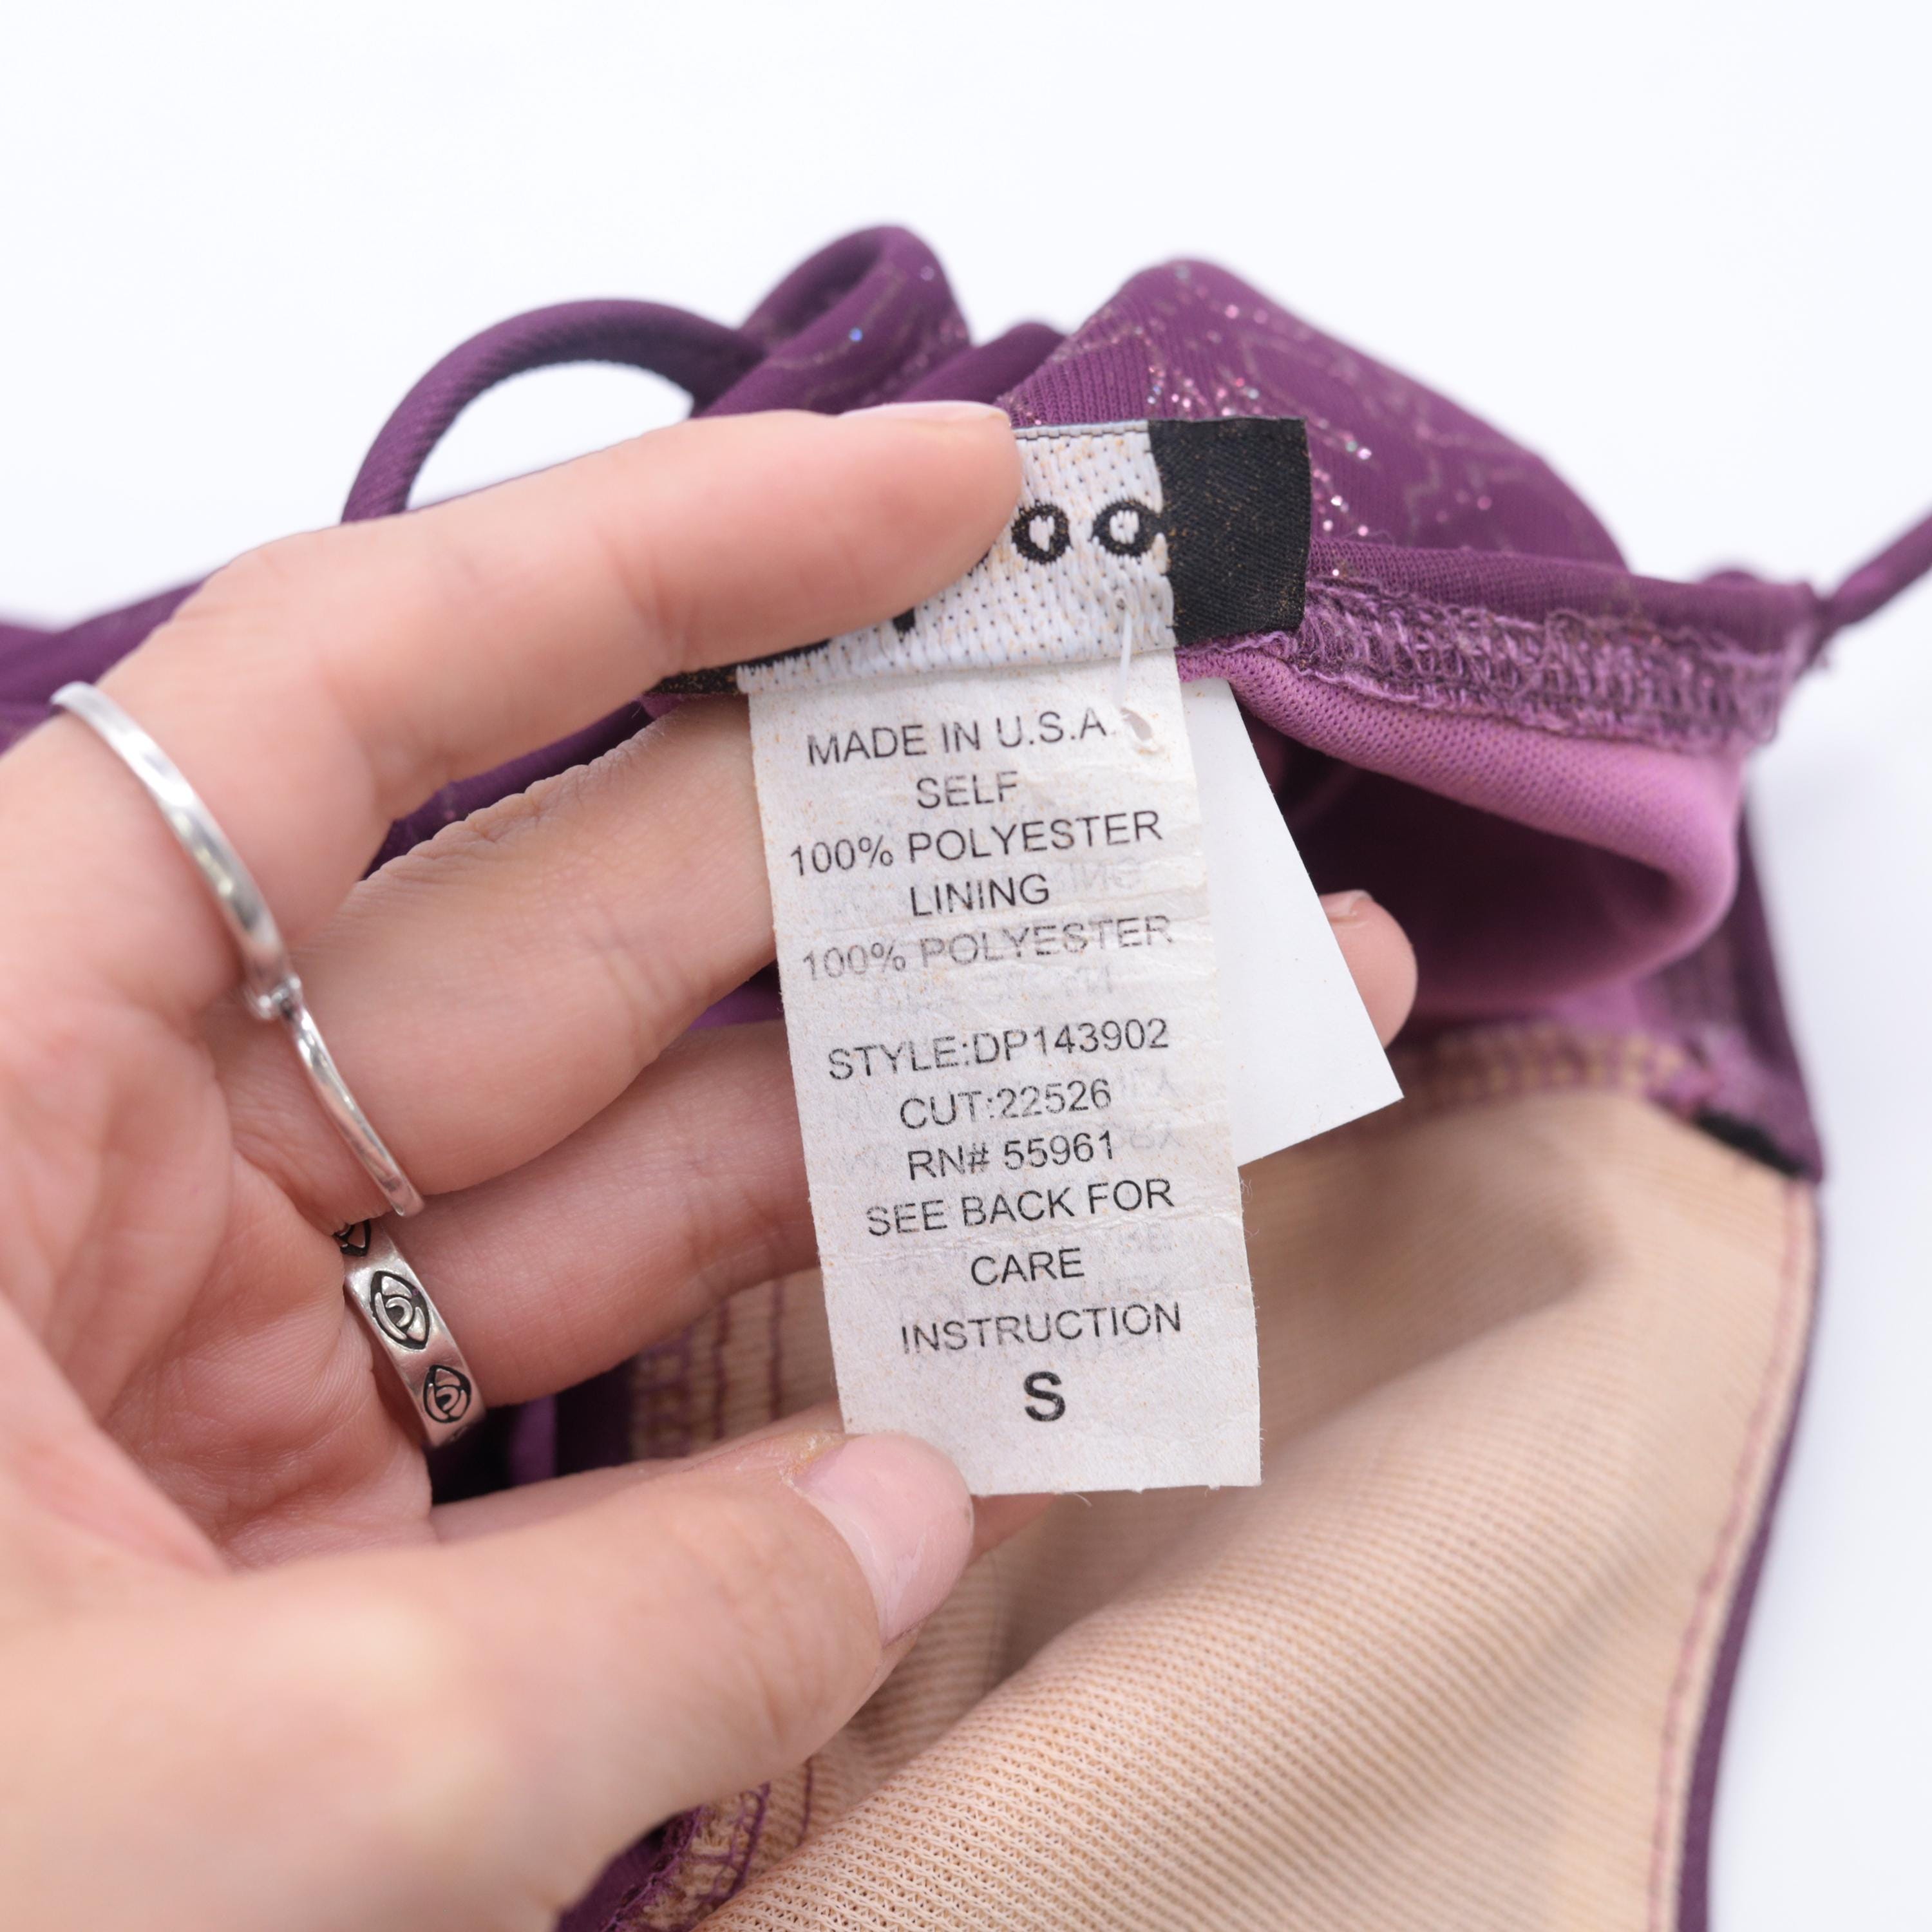 oo
MADE IN U.S.A.
SELF
100% POLYESTER
LINING
100% POLYESTER
STYLE:DP143902
CUT:22526
RN# 55961
SEE BACK FOR
CARE
INSTRUCTION
S